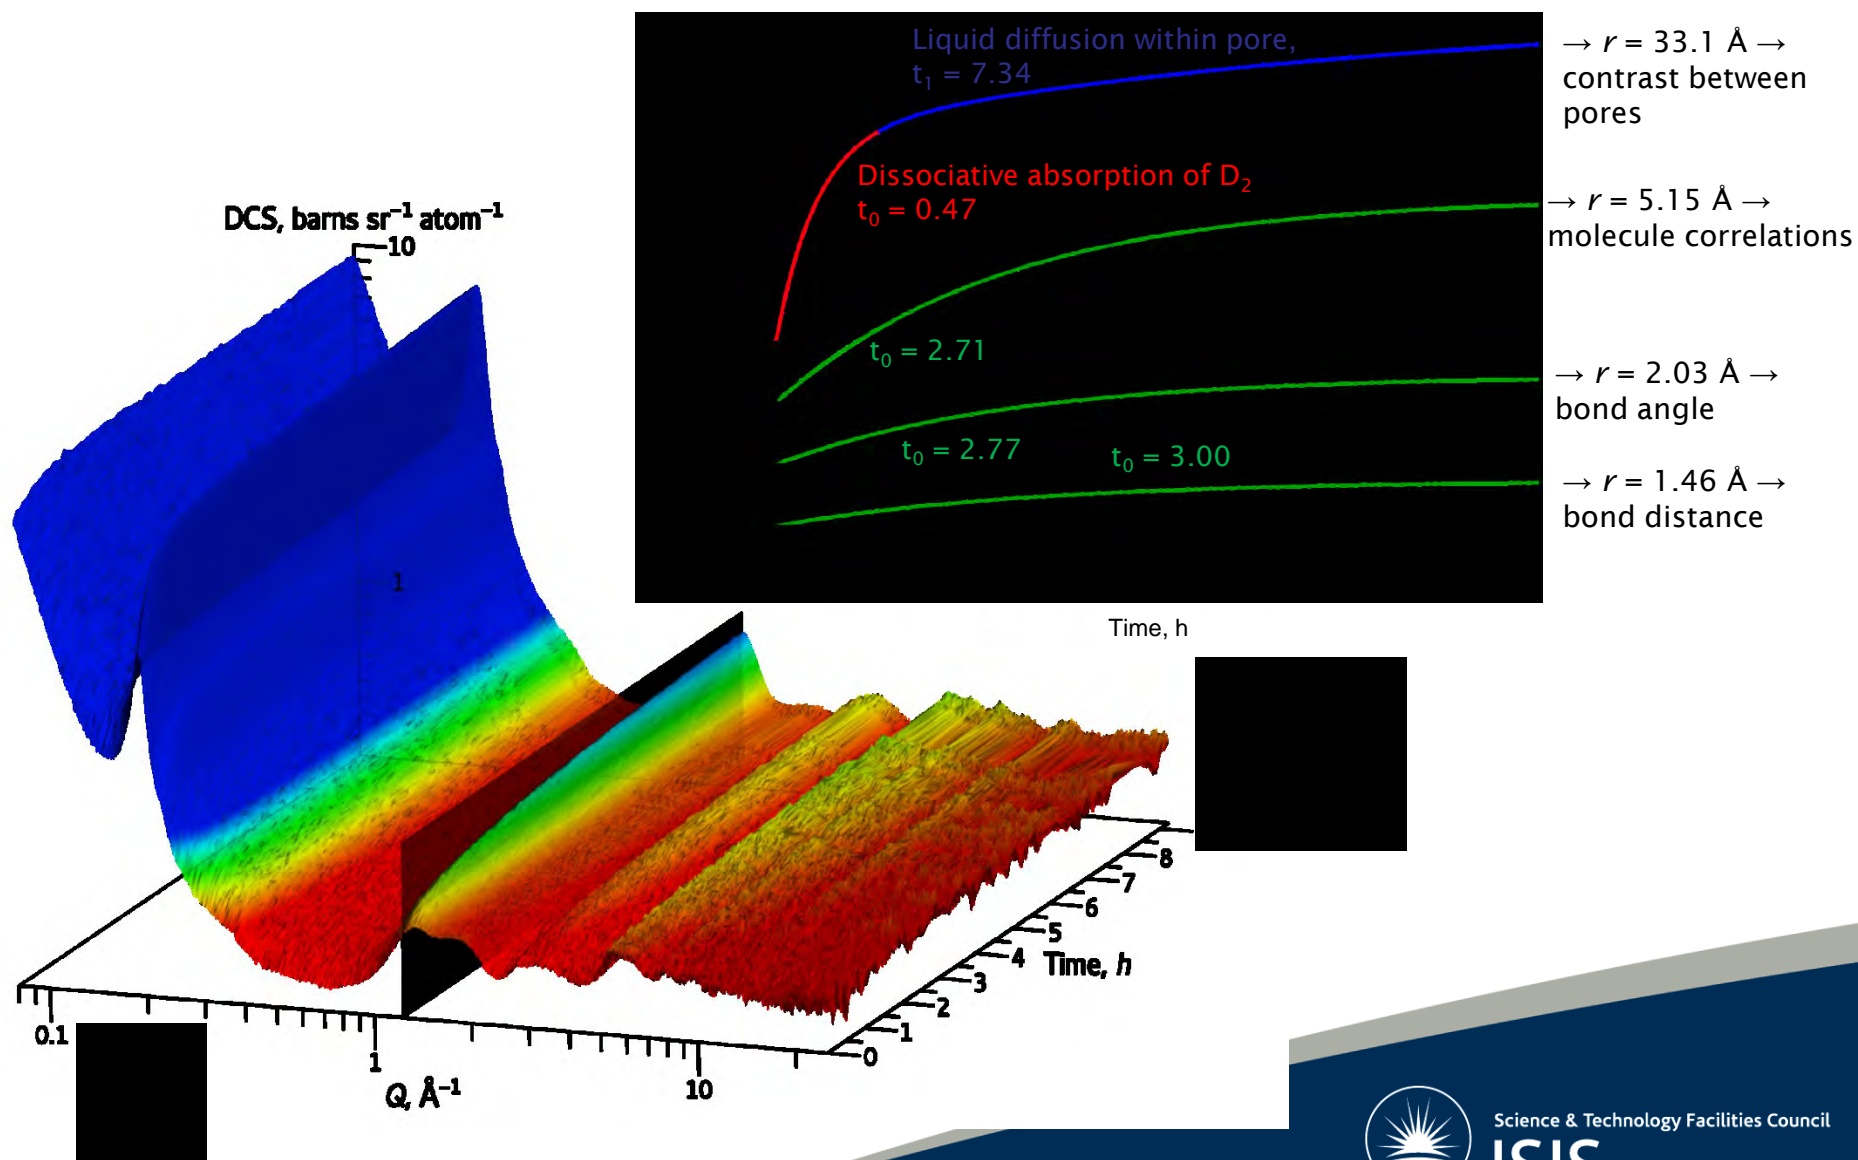 Liquid diffusion within pore,
t₁ = 7.34
→ r = 33.1 Å →
contrast between
pores
Dissociative absorption of D₂
t₀ = 0.47
→ r = 5.15 Å →
molecule correlations
DCS, barns sr⁻¹ atom⁻¹
10
1
t₀ = 2.71
→ r = 2.03 Å →
bond angle
t₀ = 2.77
t₀ = 3.00
→ r = 1.46 Å →
bond distance
Time, h
8
7
6
5
4
3
2
1
0
Time, h
0.1
1
10
Q, Å⁻¹
Science & Technology Facilities Council
ISIS